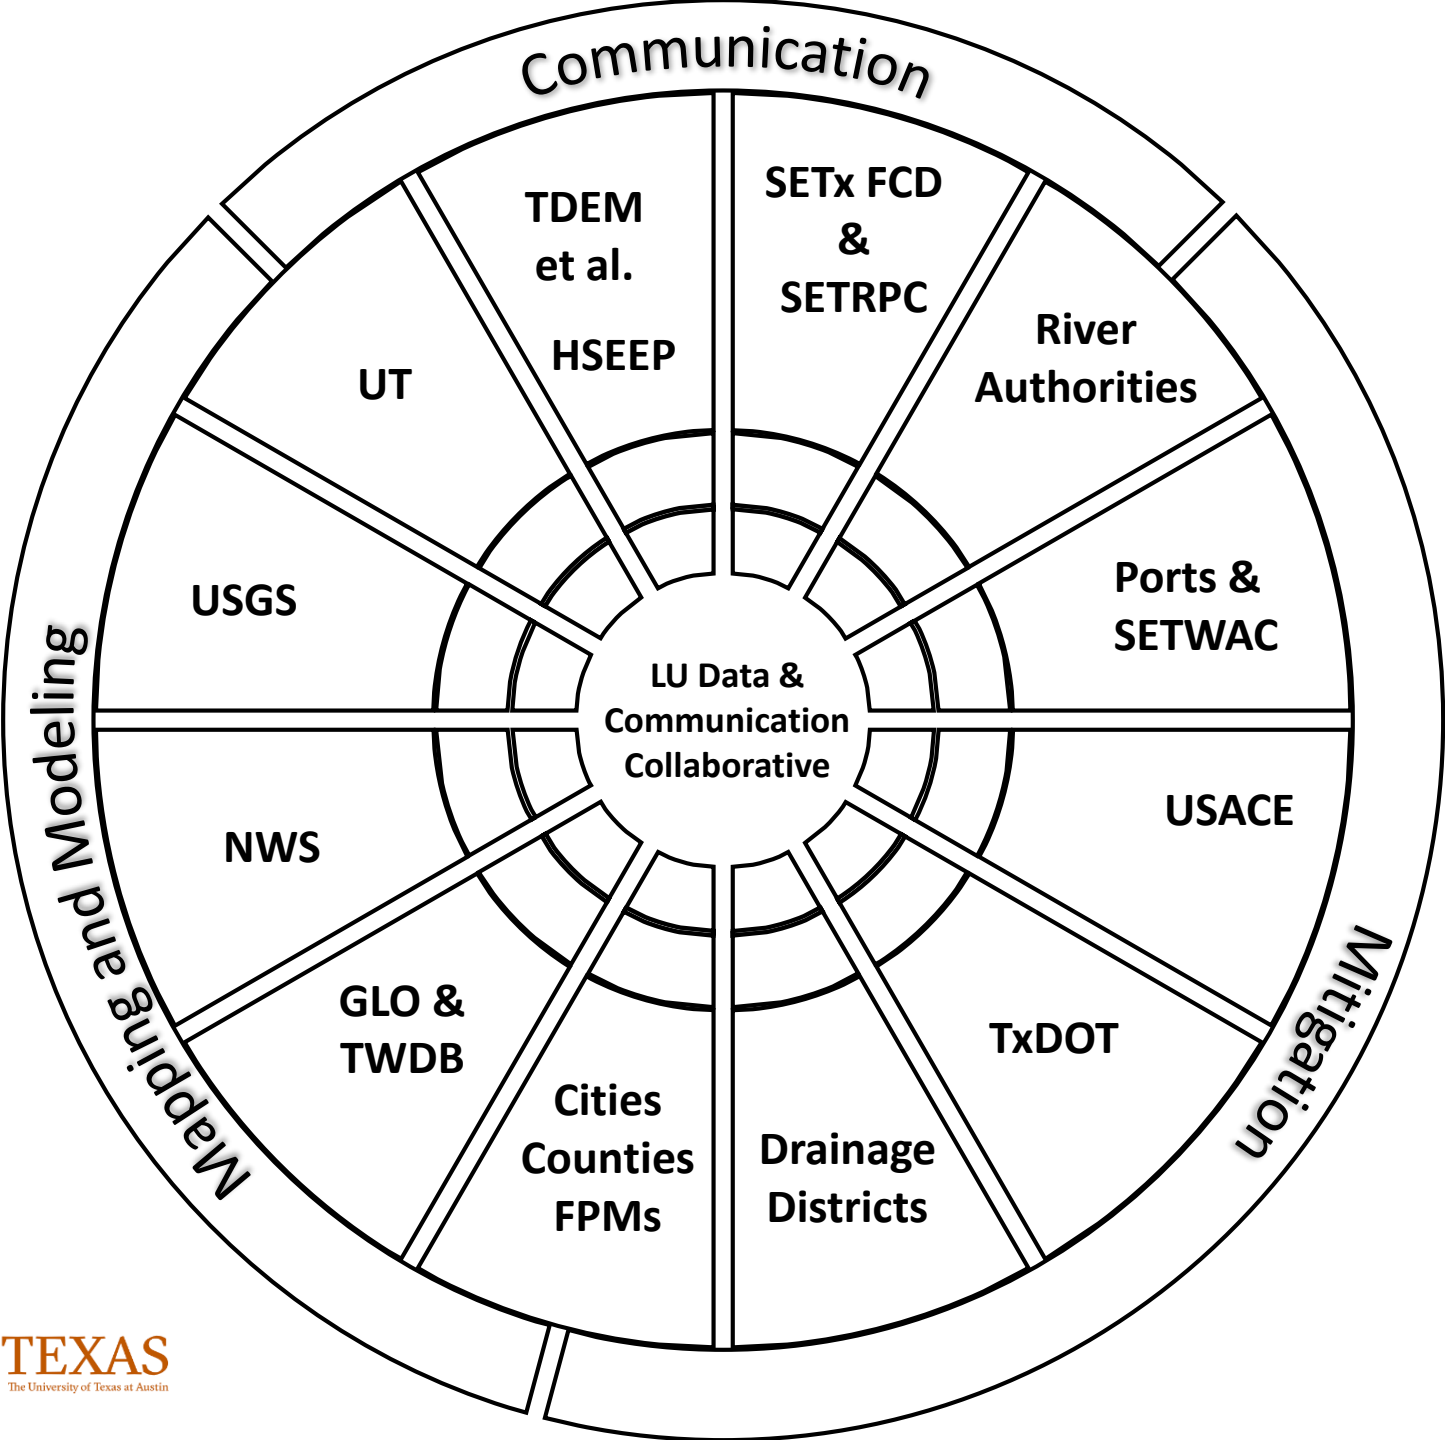 Communication
SETx FCD
&
SETRPC
River
Authorities
Ports &
SETWAC
USACE
TxDOT
Drainage
Districts
Cities
Counties
FPMs
GLO &
TWDB
NWS
USGS
UT
TDEM
et al.
HSEEP
LU Data &
Communication
Collaborative
Mitigation
Mapping and Modeling
TEXAS
The University of Texas at Austin